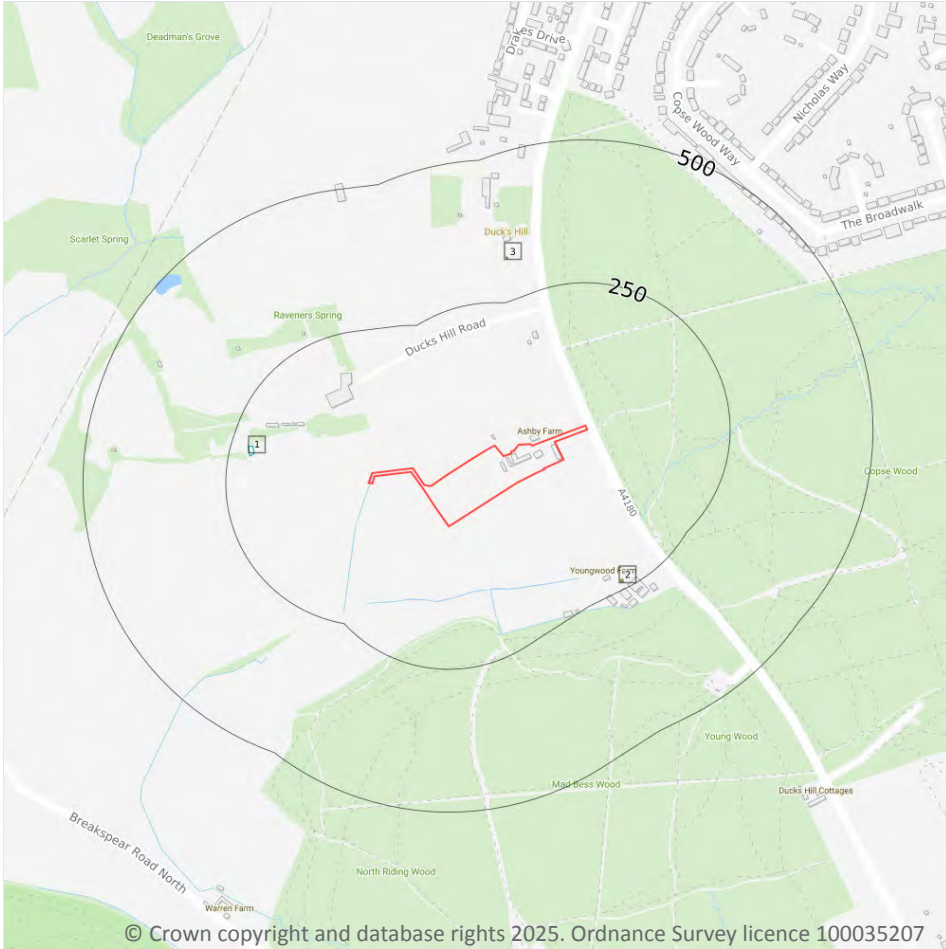 Deadman's Grove
Drakes Drive
Nicholas Way
Copse Wood Way
500
The Broadwalk
Scarlet Spring
Duck's Hill
3
250
Raveners Spring
Ducks Hill Road
Ashby Farm
1
Copse Wood
A4180
Youngwood Farm
2
Young Wood
Mad Bess Wood
Ducks Hill Cottages
Breakspear Road North
North Riding Wood
Warren Farm
© Crown copyright and database rights 2025. Ordnance Survey licence 100035207